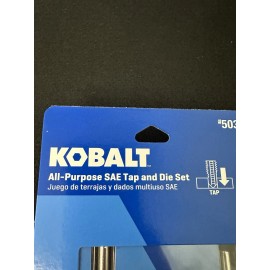 #503
KOBALT
All-Purpose SAE Tap and Die Set
Juego de terrajas y dados multiuso SAE
TAP